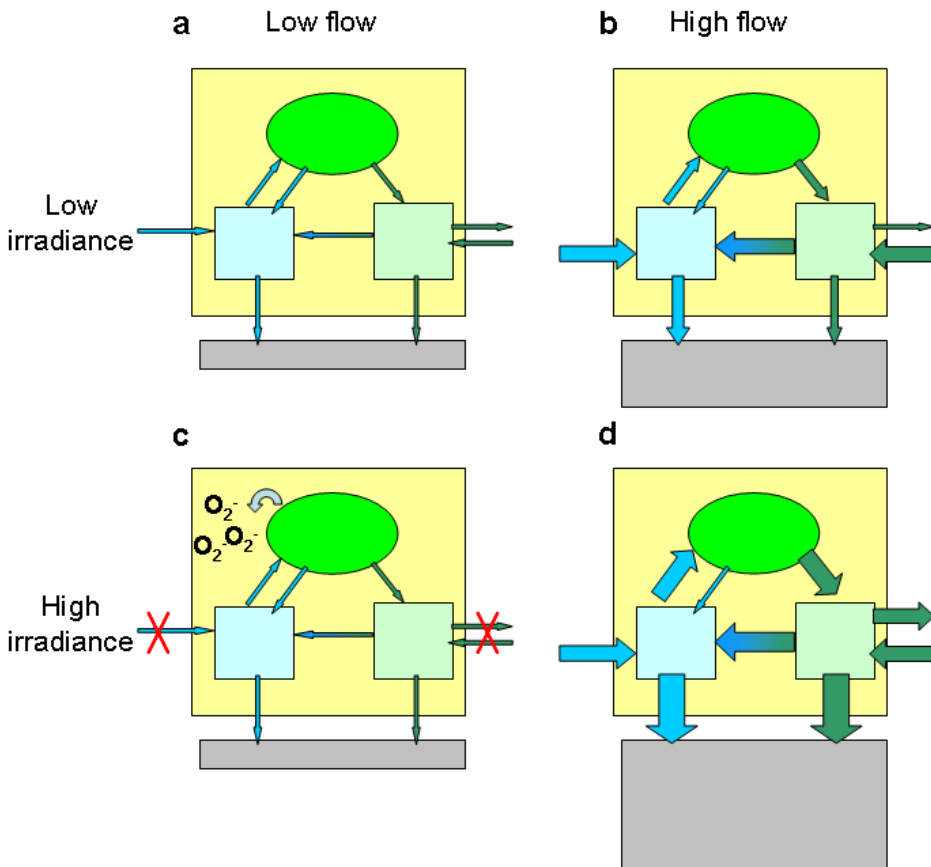 a Low flow
b High flow
Low
irradiance
c
d
O₂⁻
O₂⁻ O₂⁻
High
irradiance